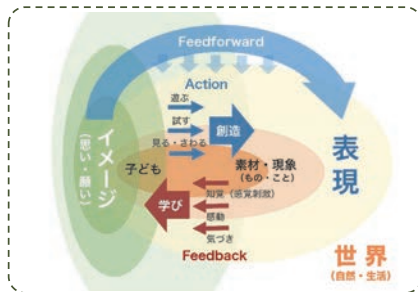 Feedforward
Action
遊ぶ
試す
見る・さわる
創造
イメージ
(思い・願い)
子ども
素材・現象
(もの・こと)
表現
学び
知覚(感覚刺激)
感動
気づき
Feedback
世界
(自然・生活)